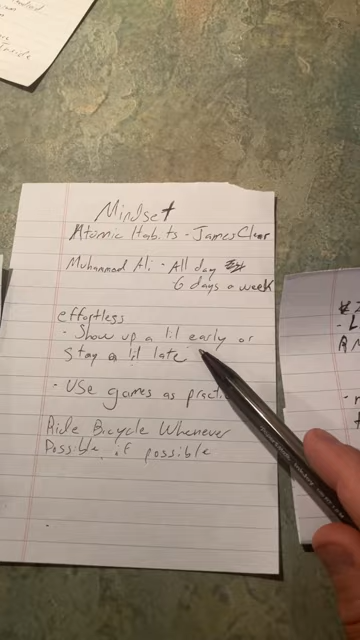 Mindset
Atomic Habits - James Clear
Muhammad Ali - All day
6 days a week
effortless
- Show up a lil early or
stay a lil late
- Use games as practi
Ride Bicycle Whenever
Possible if possible